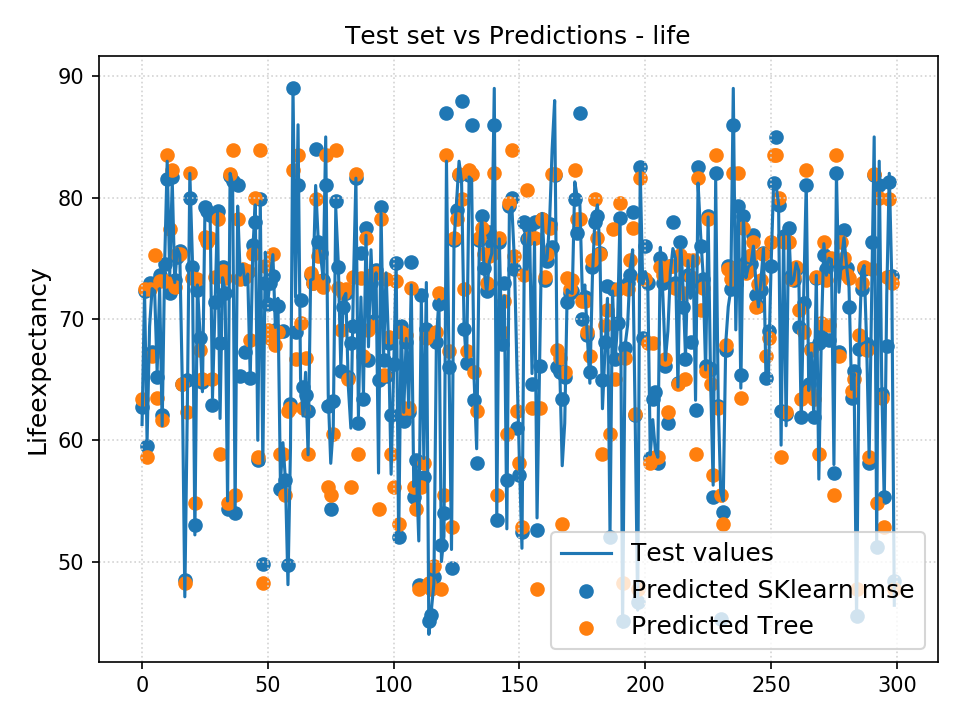 Test set vs Predictions - life
Lifeexpectancy
90
80
70
60
50
0
50
100
150
200
250
300
Test values
Predicted SKlearn mse
Predicted Tree